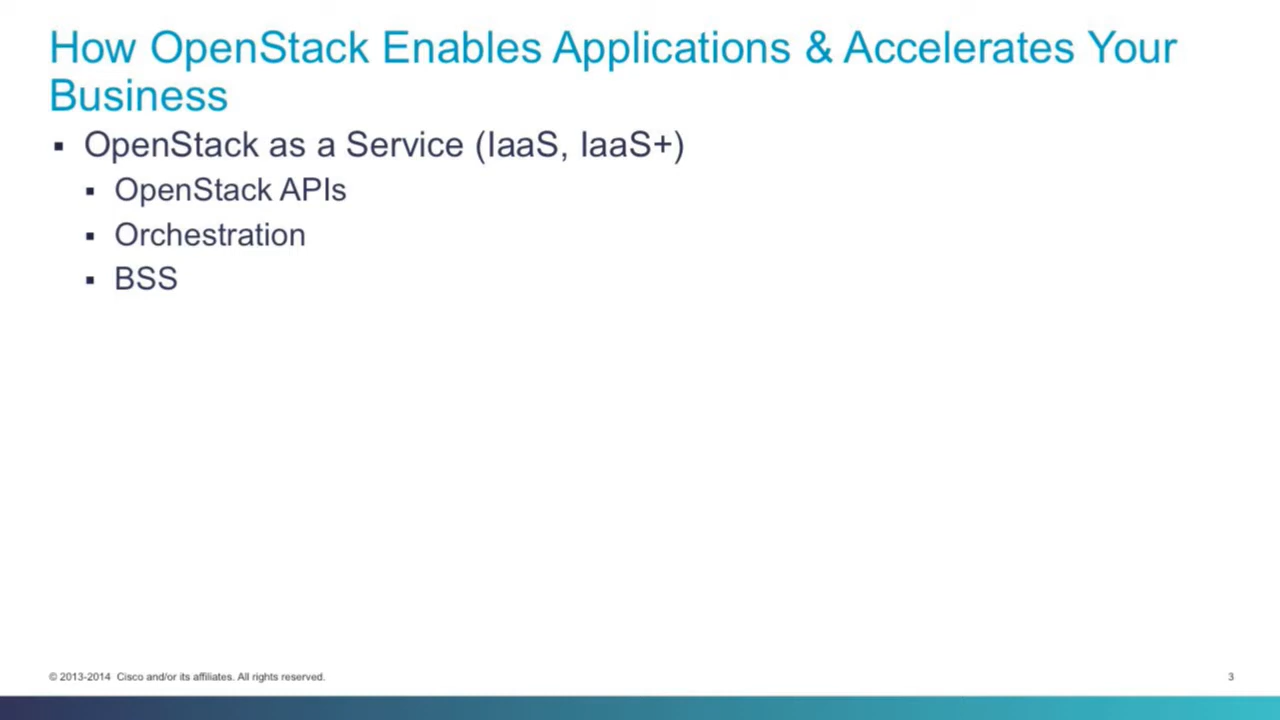 How OpenStack Enables Applications & Accelerates Your
Business
▪ OpenStack as a Service (IaaS, IaaS+)
▪ OpenStack APIs
▪ Orchestration
▪ BSS
© 2013-2014 Cisco and/or its affiliates. All rights reserved.
3